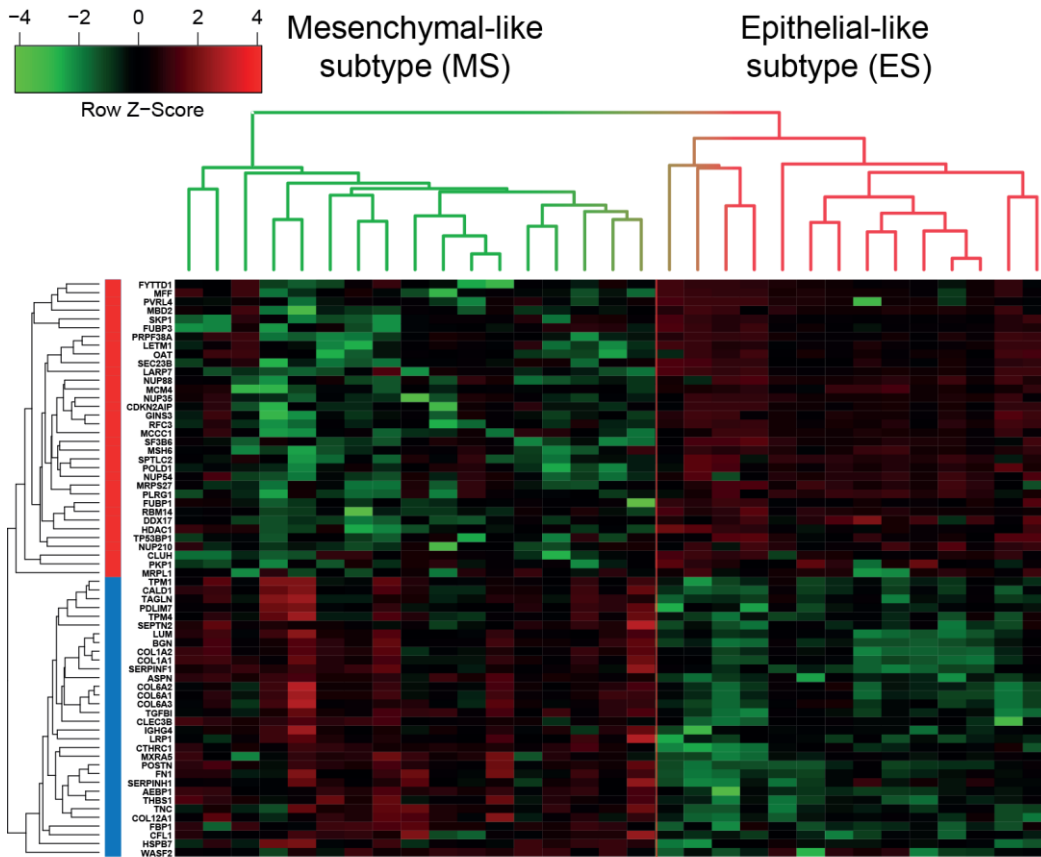 −4 −2 0 2 4
Row Z−Score
Mesenchymal-like
subtype (MS)
Epithelial-like
subtype (ES)
FYTTD1
MFF
PVRL4
MBD2
SKP1
FUBP3
PRPF38A
LETM1
OAT
SEC23B
LARP7
NUP88
MCM4
NUP35
CDKN2AIP
GINS3
RFC3
MCCC1
SF3B6
MSH6
SPTLC2
POLD1
NUP54
MRPS27
PLRG1
FUBP1
RBM14
DDX17
HDAC1
TP53BP1
NUP210
CLUH
PKP1
MRPL1
TPM1
CALD1
TAGLN
PDLIM7
TPM4
SEPTN2
LUM
BGN
COL1A2
COL1A1
SERPINF1
ASPN
COL6A2
COL6A1
COL6A3
TGFBI
CLEC3B
IGHG4
LRP1
CTHRC1
MXRA5
POSTN
FN1
SERPINH1
AEBP1
THBS1
TNC
COL12A1
FBP1
CFL1
HSPB7
WASF2